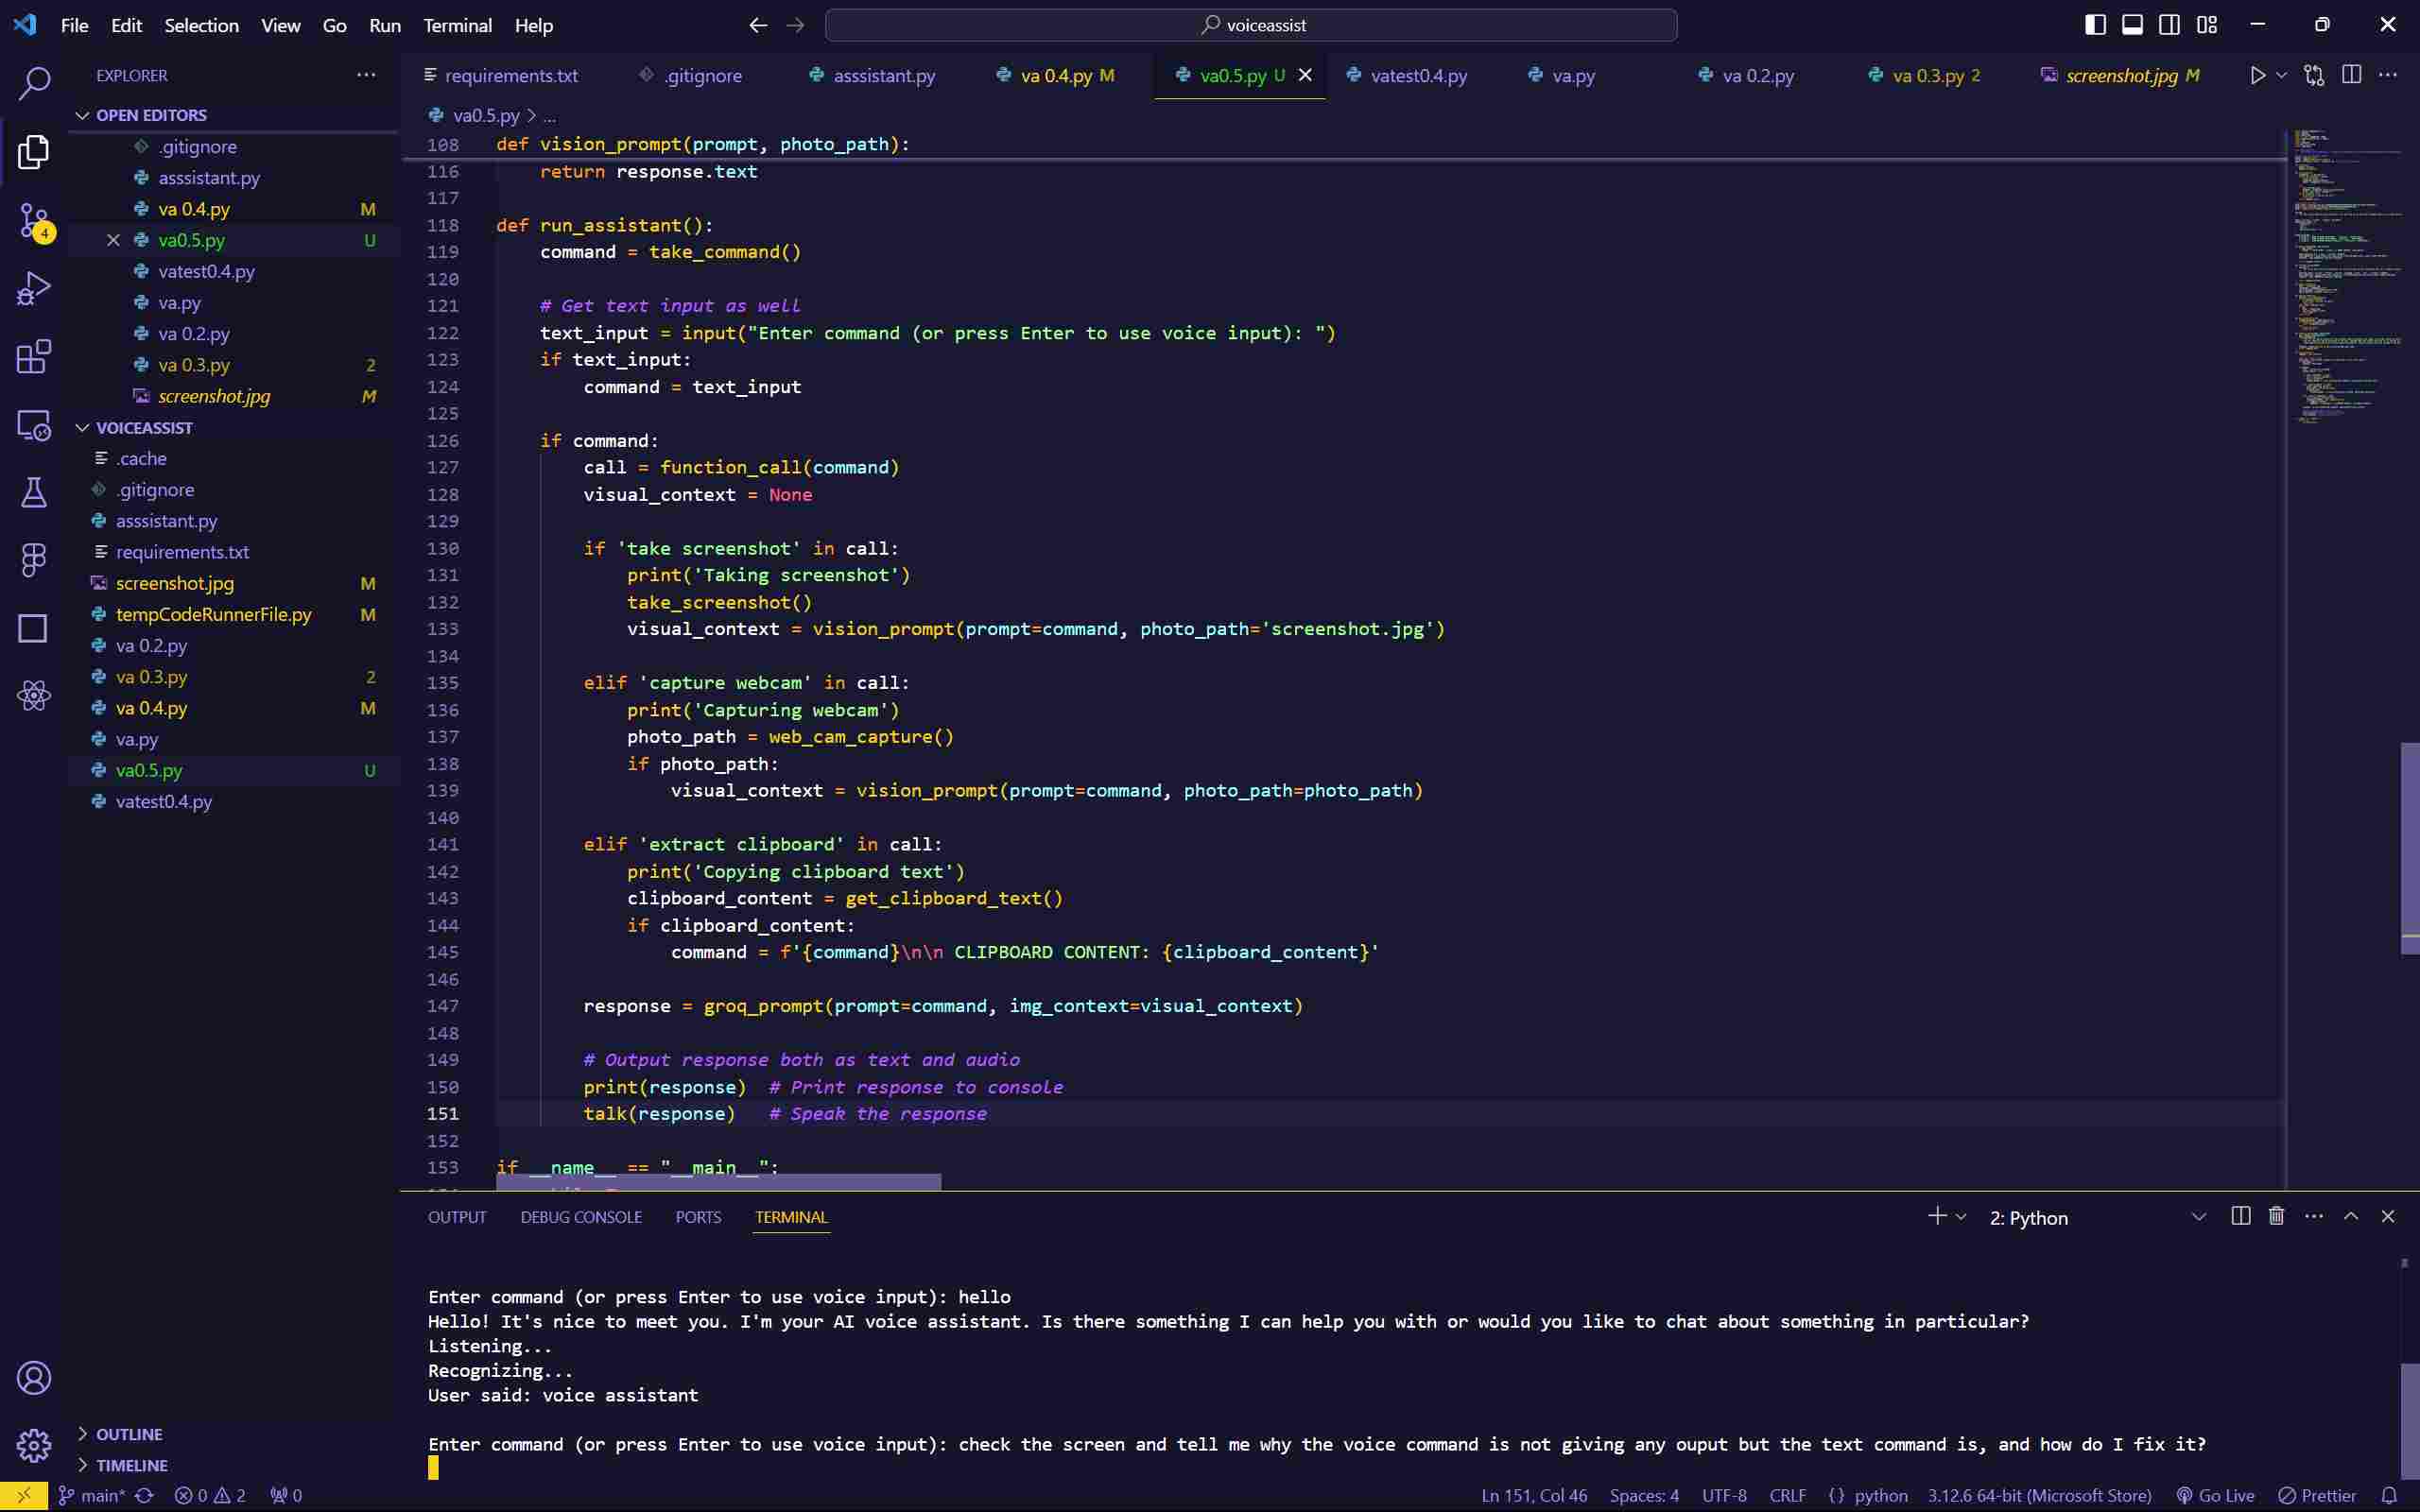 File Edit Selection View Go Run Terminal Help
voiceassist
EXPLORER
requirements.txt
.gitignore
asssistant.py
va 0.4.py M
va0.5.py U
vatest0.4.py
va.py
va 0.2.py
va 0.3.py 2
screenshot.jpg M
OPEN EDITORS
.gitignore
asssistant.py
va 0.4.py M
va0.5.py U
vatest0.4.py
va.py
va 0.2.py
va 0.3.py 2
screenshot.jpg M
4
VOICEASSIST
.cache
.gitignore
asssistant.py
requirements.txt
screenshot.jpg M
tempCodeRunnerFile.py M
va 0.2.py
va 0.3.py 2
va 0.4.py M
va.py
va0.5.py U
vatest0.4.py
OUTLINE
TIMELINE
va0.5.py > ...
108 def vision_prompt(prompt, photo_path):
116     return response.text
117
118 def run_assistant():
119     command = take_command()
120
121     # Get text input as well
122     text_input = input("Enter command (or press Enter to use voice input): ")
123     if text_input:
124         command = text_input
125
126     if command:
127         call = function_call(command)
128         visual_context = None
129
130         if 'take screenshot' in call:
131             print('Taking screenshot')
132             take_screenshot()
133             visual_context = vision_prompt(prompt=command, photo_path='screenshot.jpg')
134
135         elif 'capture webcam' in call:
136             print('Capturing webcam')
137             photo_path = web_cam_capture()
138             if photo_path:
139                 visual_context = vision_prompt(prompt=command, photo_path=photo_path)
140
141         elif 'extract clipboard' in call:
142             print('Copying clipboard text')
143             clipboard_content = get_clipboard_text()
144             if clipboard_content:
145                 command = f'{command}\n\n CLIPBOARD CONTENT: {clipboard_content}'
146
147         response = groq_prompt(prompt=command, img_context=visual_context)
148
149         # Output response both as text and audio
150         print(response)  # Print response to console
151         talk(response)   # Speak the response
152
153 if __name__ == "__main__":
OUTPUT DEBUG CONSOLE PORTS TERMINAL
2: Python
Enter command (or press Enter to use voice input): hello
Hello! It's nice to meet you. I'm your AI voice assistant. Is there something I can help you with or would you like to chat about something in particular?
Listening...
Recognizing...
User said: voice assistant
Enter command (or press Enter to use voice input): check the screen and tell me why the voice command is not giving any ouput but the text command is, and how do I fix it?
main* 0 2 0
Ln 151, Col 46 Spaces: 4 UTF-8 CRLF {} python 3.12.6 64-bit (Microsoft Store) Go Live Prettier